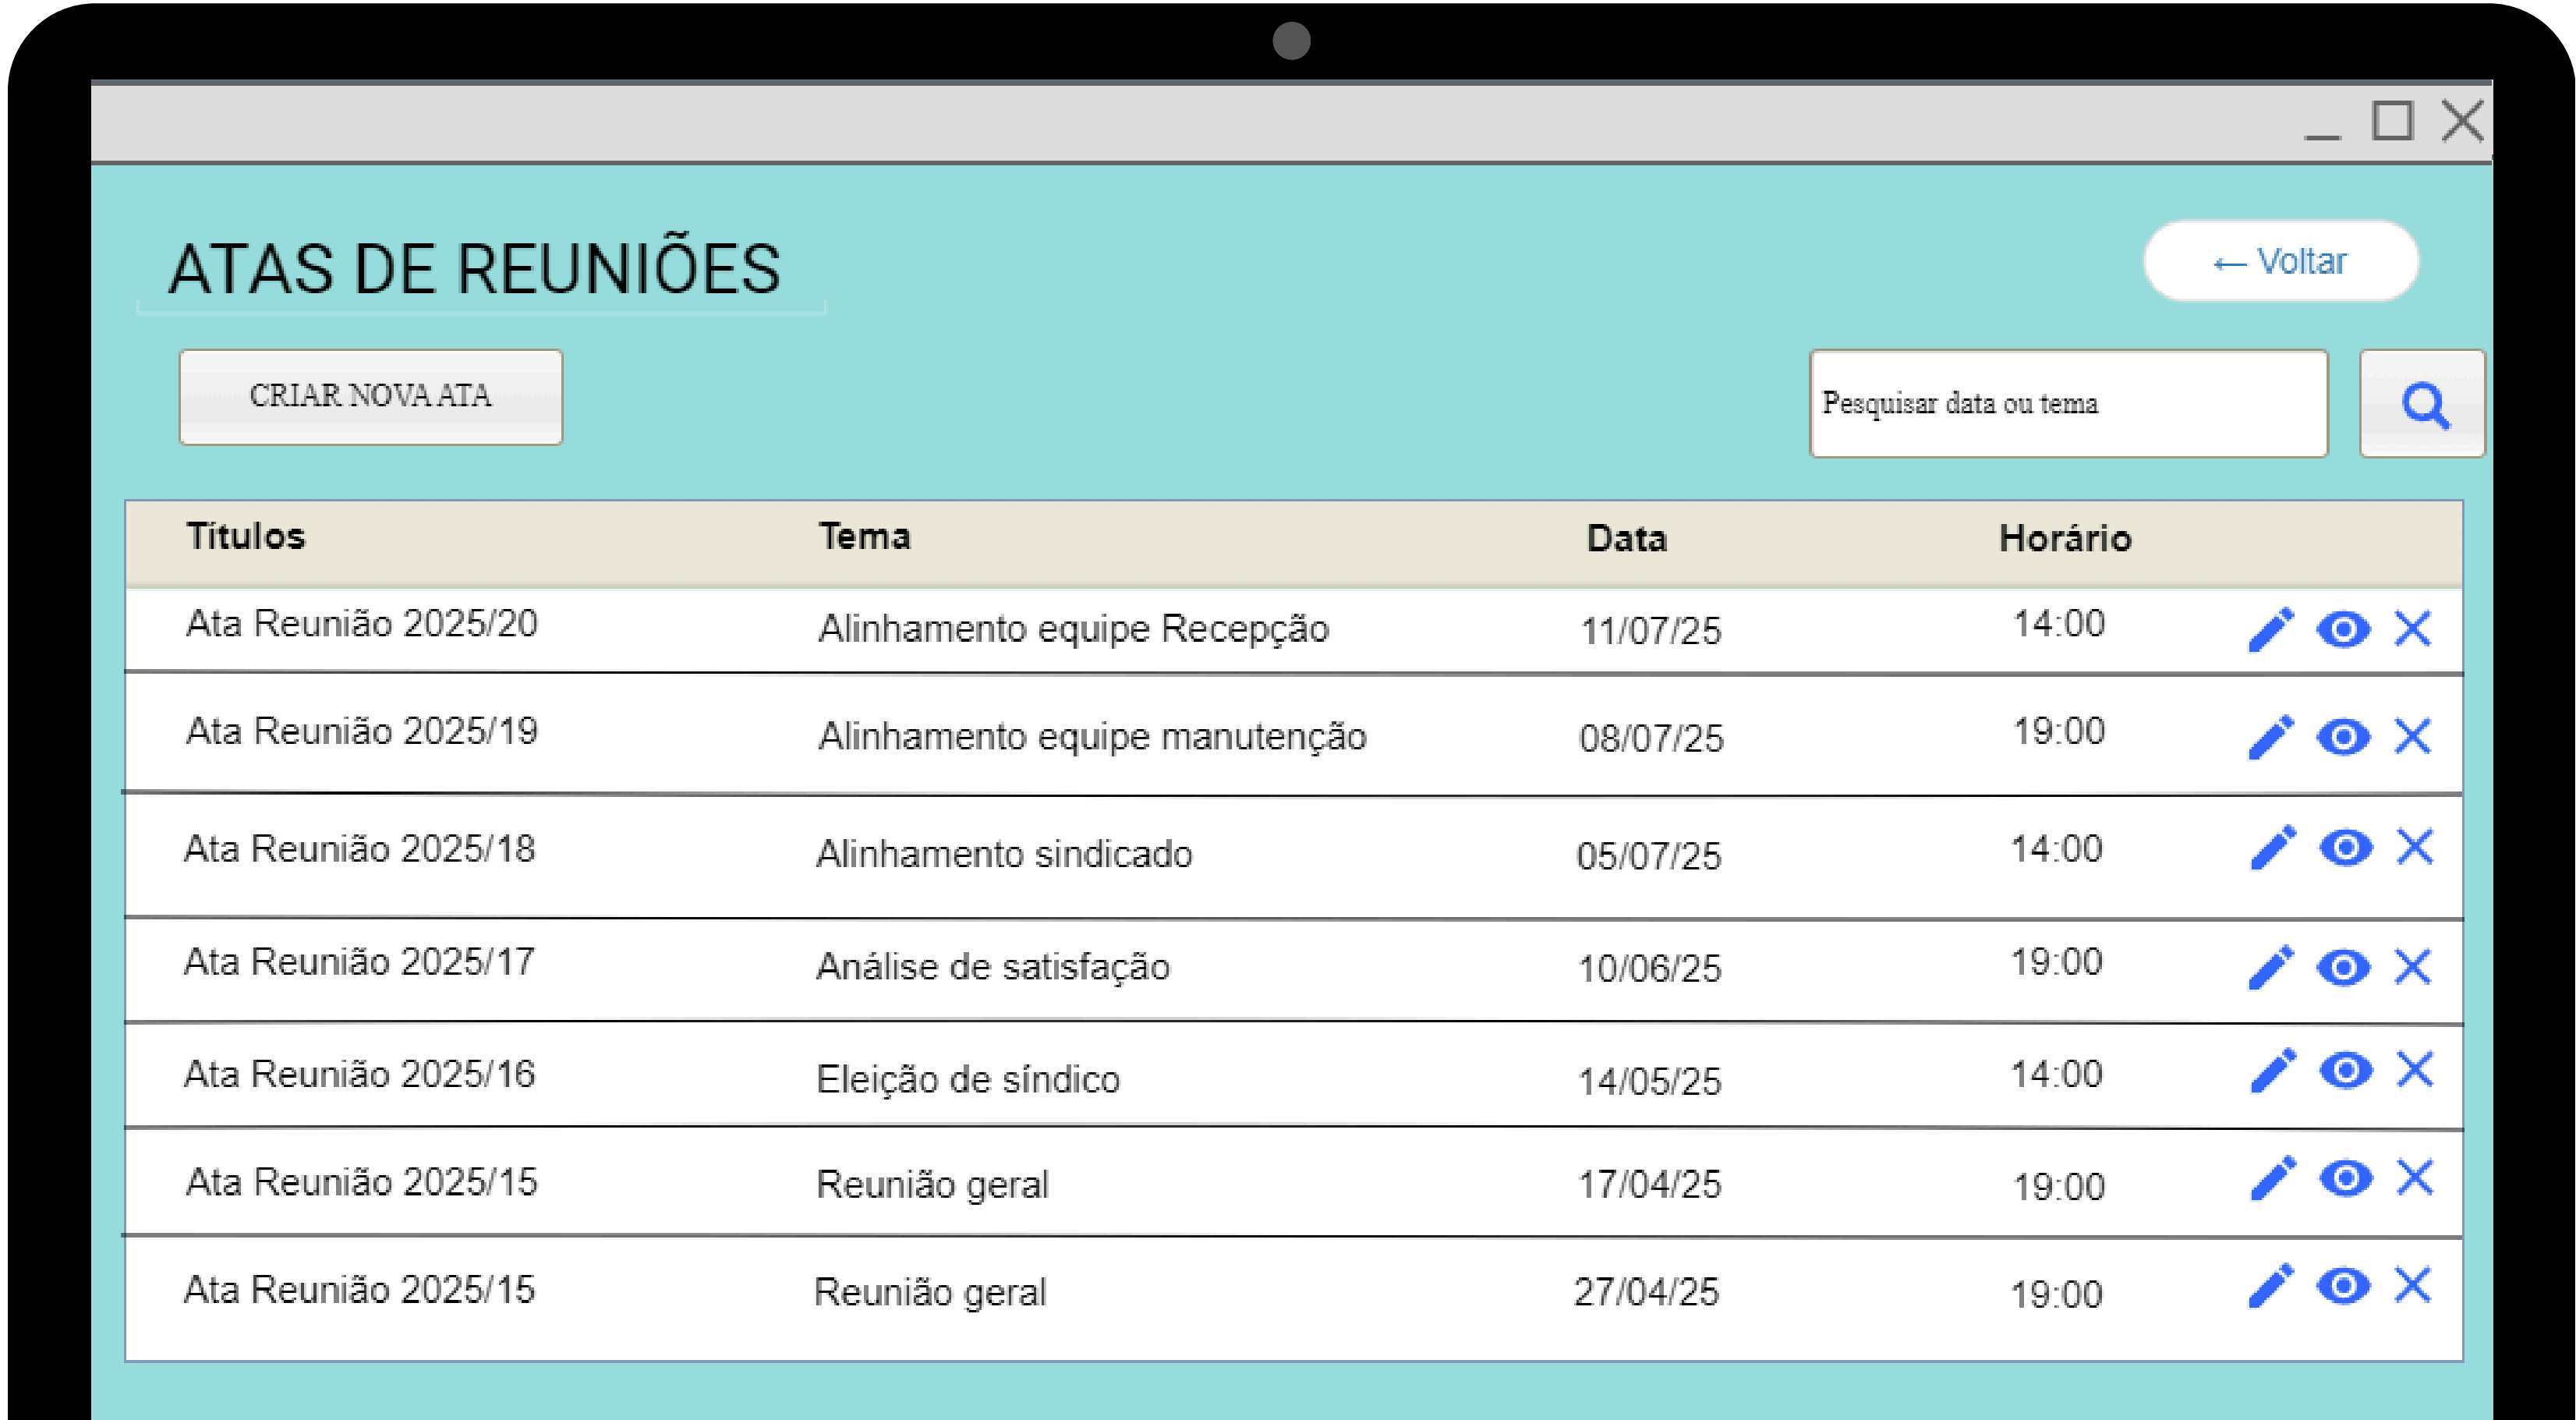 ATAS DE REUNIÕES
← Voltar
CRIAR NOVA ATA
Pesquisar data ou tema
Títulos Tema Data Horário
Ata Reunião 2025/20 Alinhamento equipe Recepção 11/07/25 14:00
Ata Reunião 2025/19 Alinhamento equipe manutenção 08/07/25 19:00
Ata Reunião 2025/18 Alinhamento sindicado 05/07/25 14:00
Ata Reunião 2025/17 Análise de satisfação 10/06/25 19:00
Ata Reunião 2025/16 Eleição de síndico 14/05/25 14:00
Ata Reunião 2025/15 Reunião geral 17/04/25 19:00
Ata Reunião 2025/15 Reunião geral 27/04/25 19:00